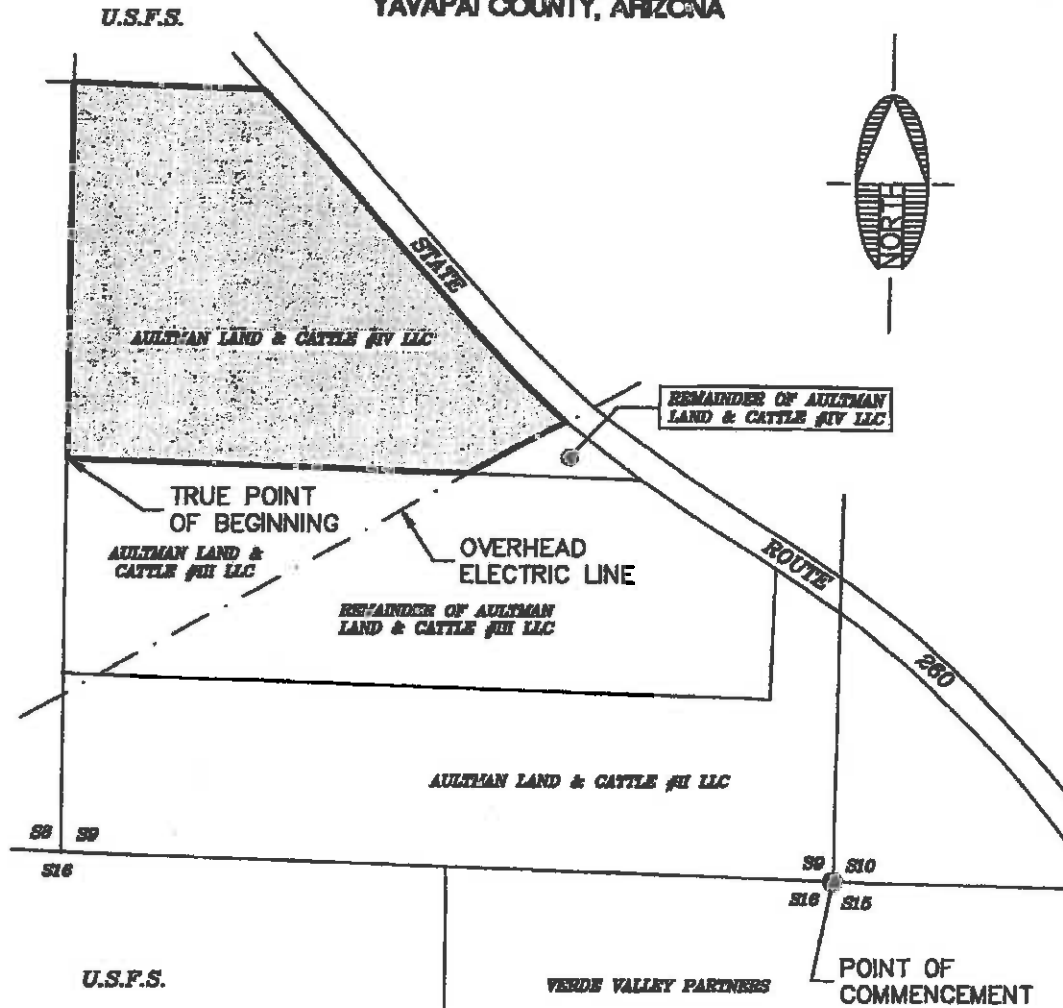 YAVAPAI COUNTY, ARIZONA
U.S.F.S.
NORTH
STATE
AULTMAN LAND & CATTLE #IV LLC
REMAINDER OF AULTMAN
LAND & CATTLE #IV LLC
TRUE POINT
OF BEGINNING
AULTMAN LAND &
CATTLE #III LLC
OVERHEAD
ELECTRIC LINE
ROUTE
REMAINDER OF AULTMAN
LAND & CATTLE #III LLC
260
AULTMAN LAND & CATTLE #II LLC
S8 S9
S16
S9 S10
S16 S15
U.S.F.S.
VERDE VALLEY PARTNERS
POINT OF
COMMENCEMENT